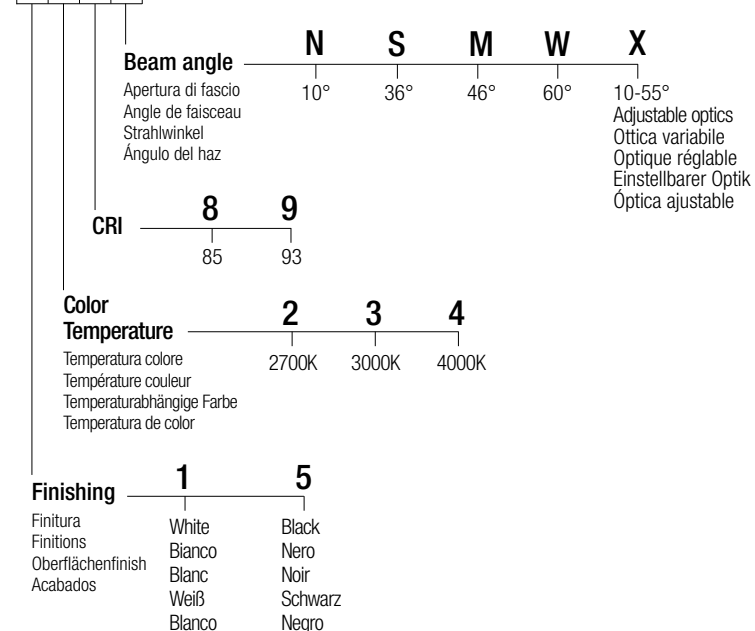 N S M W X
Beam angle
Apertura di fascio
Angle de faisceau
Strahlwinkel
Ángulo del haz
10° 36° 46° 60° 10-55°
Adjustable optics
Ottica variabile
Optique réglable
Einstellbarer Optik
Óptica ajustable
8 9
CRI
85 93
Color
Temperature
2 3 4
Temperatura colore
Température couleur
Temperaturabhängige Farbe
Temperatura de color
2700K 3000K 4000K
1 5
Finishing
Finitura
Finitions
Oberflächenfinish
Acabados
White
Bianco
Blanc
Weiß
Blanco
Black
Nero
Noir
Schwarz
Negro